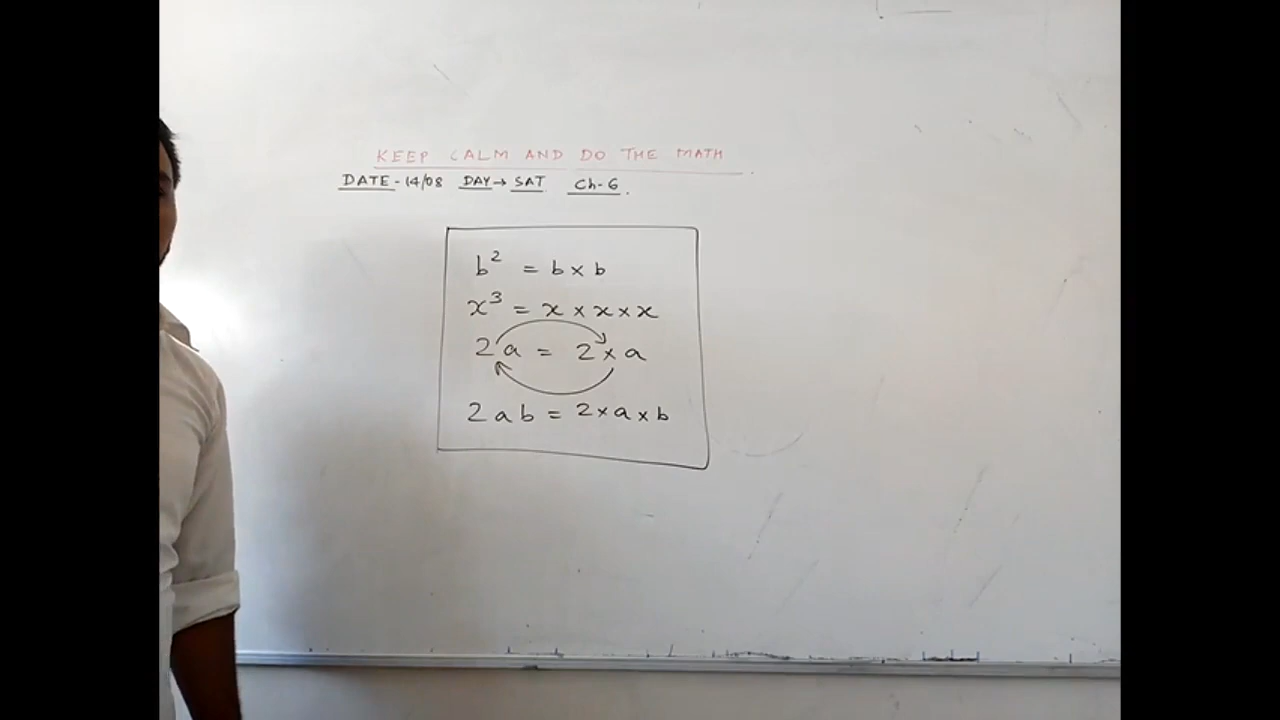 KEEP CALM AND DO THE MATH
DATE - 14/08 DAY → SAT Ch-6.
b² = b × b
x³ = x × x × x
2a = 2 × a
2ab = 2 × a × b